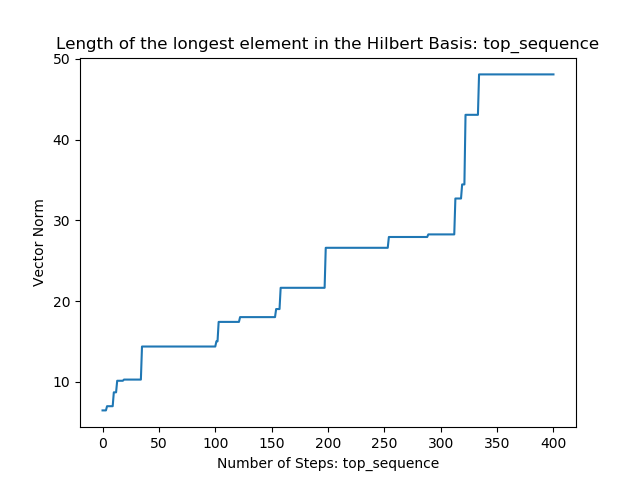 Length of the longest element in the Hilbert Basis: top_sequence
50
40
30
20
10
Vector Norm
0 50 100 150 200 250 300 350 400
Number of Steps: top_sequence